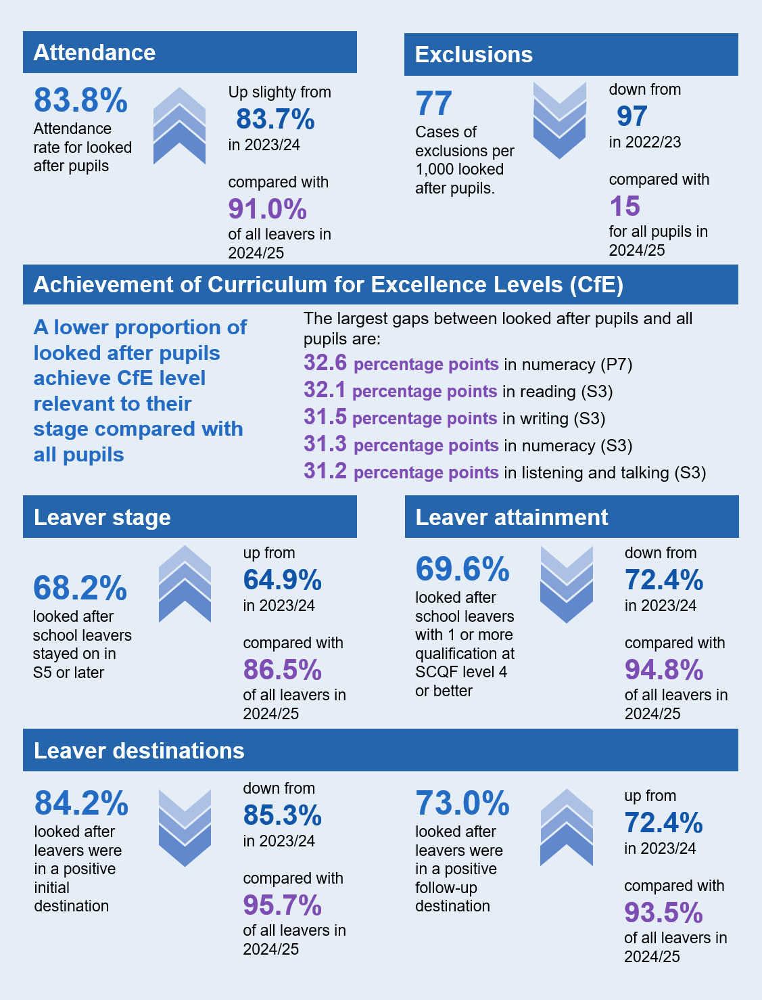 Attendance
83.8%
Attendance
rate for looked
after pupils
Up slighty from
83.7%
in 2023/24
compared with
91.0%
of all leavers in
2024/25
Exclusions
77
Cases of
exclusions per
1,000 looked
after pupils.
down from
97
in 2022/23
compared with
15
for all pupils in
2024/25
Achievement of Curriculum for Excellence Levels (CfE)
A lower proportion of
looked after pupils
achieve CfE level
relevant to their
stage compared with
all pupils
The largest gaps between looked after pupils and all
pupils are:
32.6 percentage points in numeracy (P7)
32.1 percentage points in reading (S3)
31.5 percentage points in writing (S3)
31.3 percentage points in numeracy (S3)
31.2 percentage points in listening and talking (S3)
Leaver stage
68.2%
looked after
school leavers
stayed on in
S5 or later
up from
64.9%
in 2023/24
compared with
86.5%
of all leavers in
2024/25
Leaver attainment
69.6%
looked after
school leavers
with 1 or more
qualification at
SCQF level 4
or better
down from
72.4%
in 2023/24
compared with
94.8%
of all leavers in
2024/25
Leaver destinations
84.2%
looked after
leavers were
in a positive
initial
destination
down from
85.3%
in 2023/24
compared with
95.7%
of all leavers in
2024/25
73.0%
looked after
leavers were
in a positive
follow-up
destination
up from
72.4%
in 2023/24
compared with
93.5%
of all leavers in
2024/25